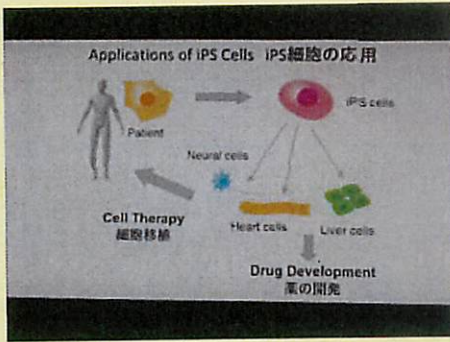 Applications of iPS Cells iPS細胞の応用
iPS cells
Patient
Neural cells
Cell Therapy
細胞移植
Heart cells
Liver cells
Drug Development
薬の開発